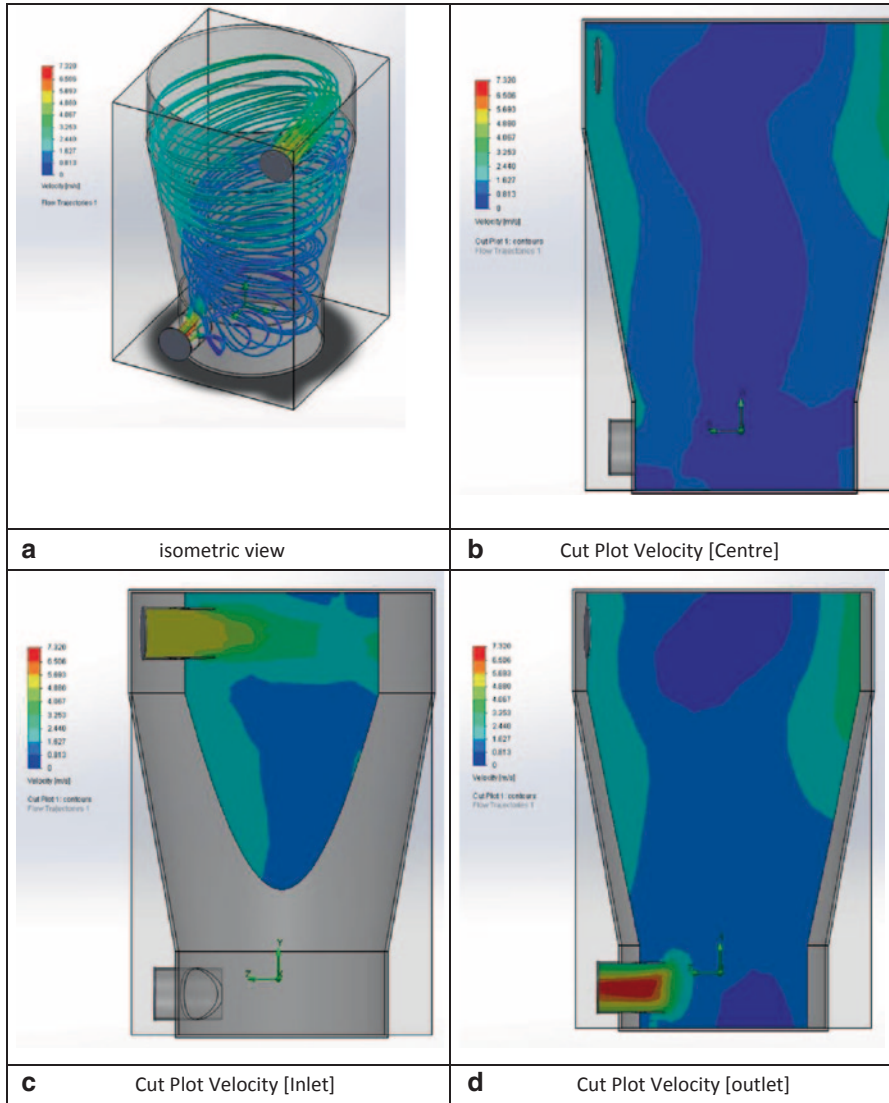 7.320
6.506
5.693
4.880
4.067
3.253
2.440
1.627
0.813
0
Velocity [m/s]
Flow Trajectories 1
a isometric view
7.320
6.506
5.693
4.880
4.067
3.253
2.440
1.627
0.813
0
Velocity [m/s]
Cut Plot 1: contours
Flow Trajectories 1
b Cut Plot Velocity [Centre]
7.320
6.506
5.693
4.880
4.067
3.253
2.440
1.627
0.813
0
Velocity [m/s]
Cut Plot 1: contours
Flow Trajectories 1
Y
Z
X
c Cut Plot Velocity [Inlet]
7.320
6.506
5.693
4.880
4.067
3.253
2.440
1.627
0.813
0
Velocity [m/s]
Cut Plot 1: contours
Flow Trajectories 1
d Cut Plot Velocity [outlet]